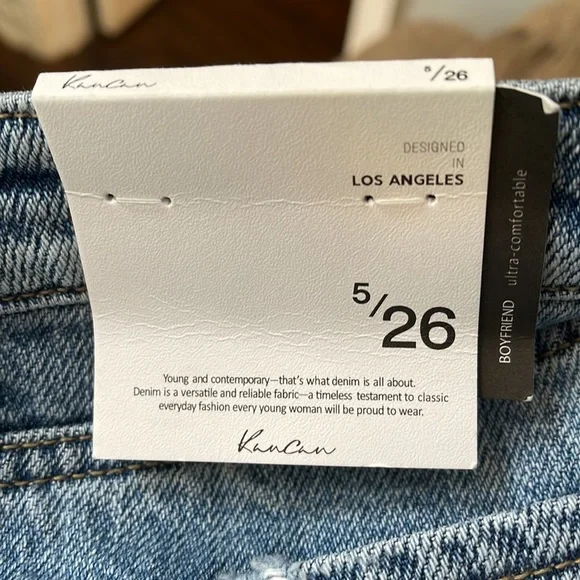 KanCan 5/26
DESIGNED
IN
LOS ANGELES
5/26
Young and contemporary—that's what denim is all about.
Denim is a versatile and reliable fabric—a timeless testament to classic
everyday fashion every young woman will be proud to wear.
KanCan
BOYFRIEND ultra-comfortable